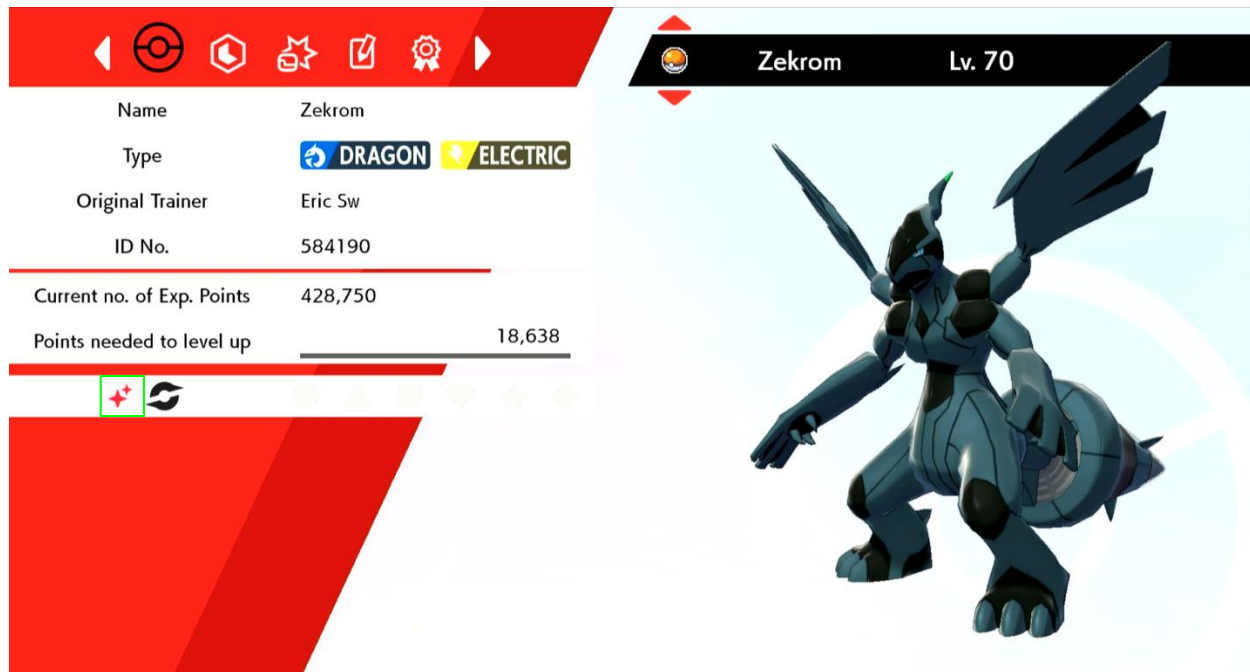 Zekrom Lv. 70
Name Zekrom
Type DRAGON ELECTRIC
Original Trainer Eric Sw
ID No. 584190
Current no. of Exp. Points 428,750
Points needed to level up 18,638